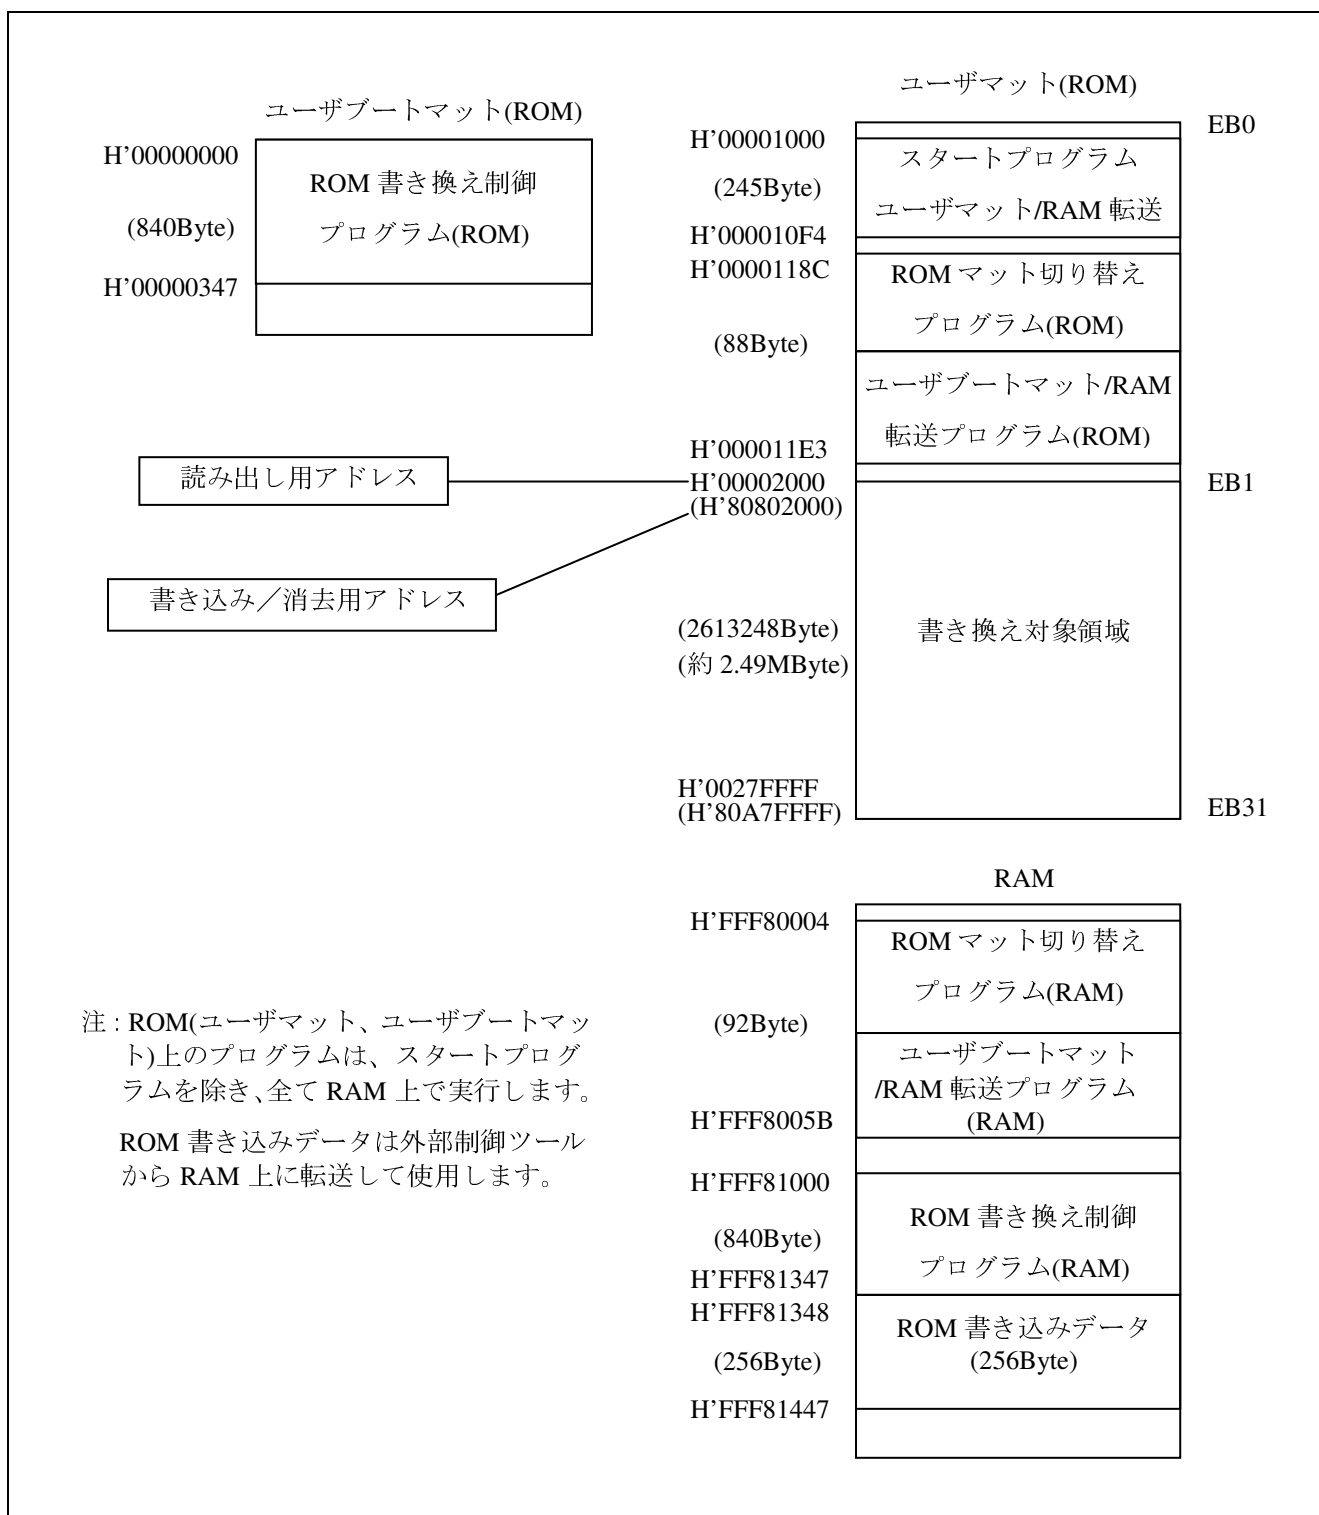 ユーザブートマット(ROM)
H’00000000
(840Byte)
H’00000347
ROM 書き換え制御
プログラム(ROM)
ユーザマット(ROM)
EB0
H’00001000
(245Byte)
H’000010F4
スタートプログラム
ユーザマット/RAM 転送
H’0000118C
(88Byte)
ROM マット切り替え
プログラム(ROM)
ユーザブートマット/RAM
転送プログラム(ROM)
H’000011E3
読み出し用アドレス
H’00002000
(H’80802000)
EB1
書き込み／消去用アドレス
(2613248Byte)
(約 2.49MByte)
書き換え対象領域
H’0027FFFF
(H’80A7FFFF)
EB31
RAM
H’FFF80004
ROM マット切り替え
プログラム(RAM)
(92Byte)
ユーザブートマット
/RAM 転送プログラム
(RAM)
H’FFF8005B
H’FFF81000
(840Byte)
H’FFF81347
ROM 書き換え制御
プログラム(RAM)
H’FFF81348
(256Byte)
H’FFF81447
ROM 書き込みデータ
(256Byte)
注 : ROM(ユーザマット、ユーザブートマッ
ト)上のプログラムは、スタートプログ
ラムを除き、全て RAM 上で実行します。
ROM 書き込みデータは外部制御ツール
から RAM 上に転送して使用します。